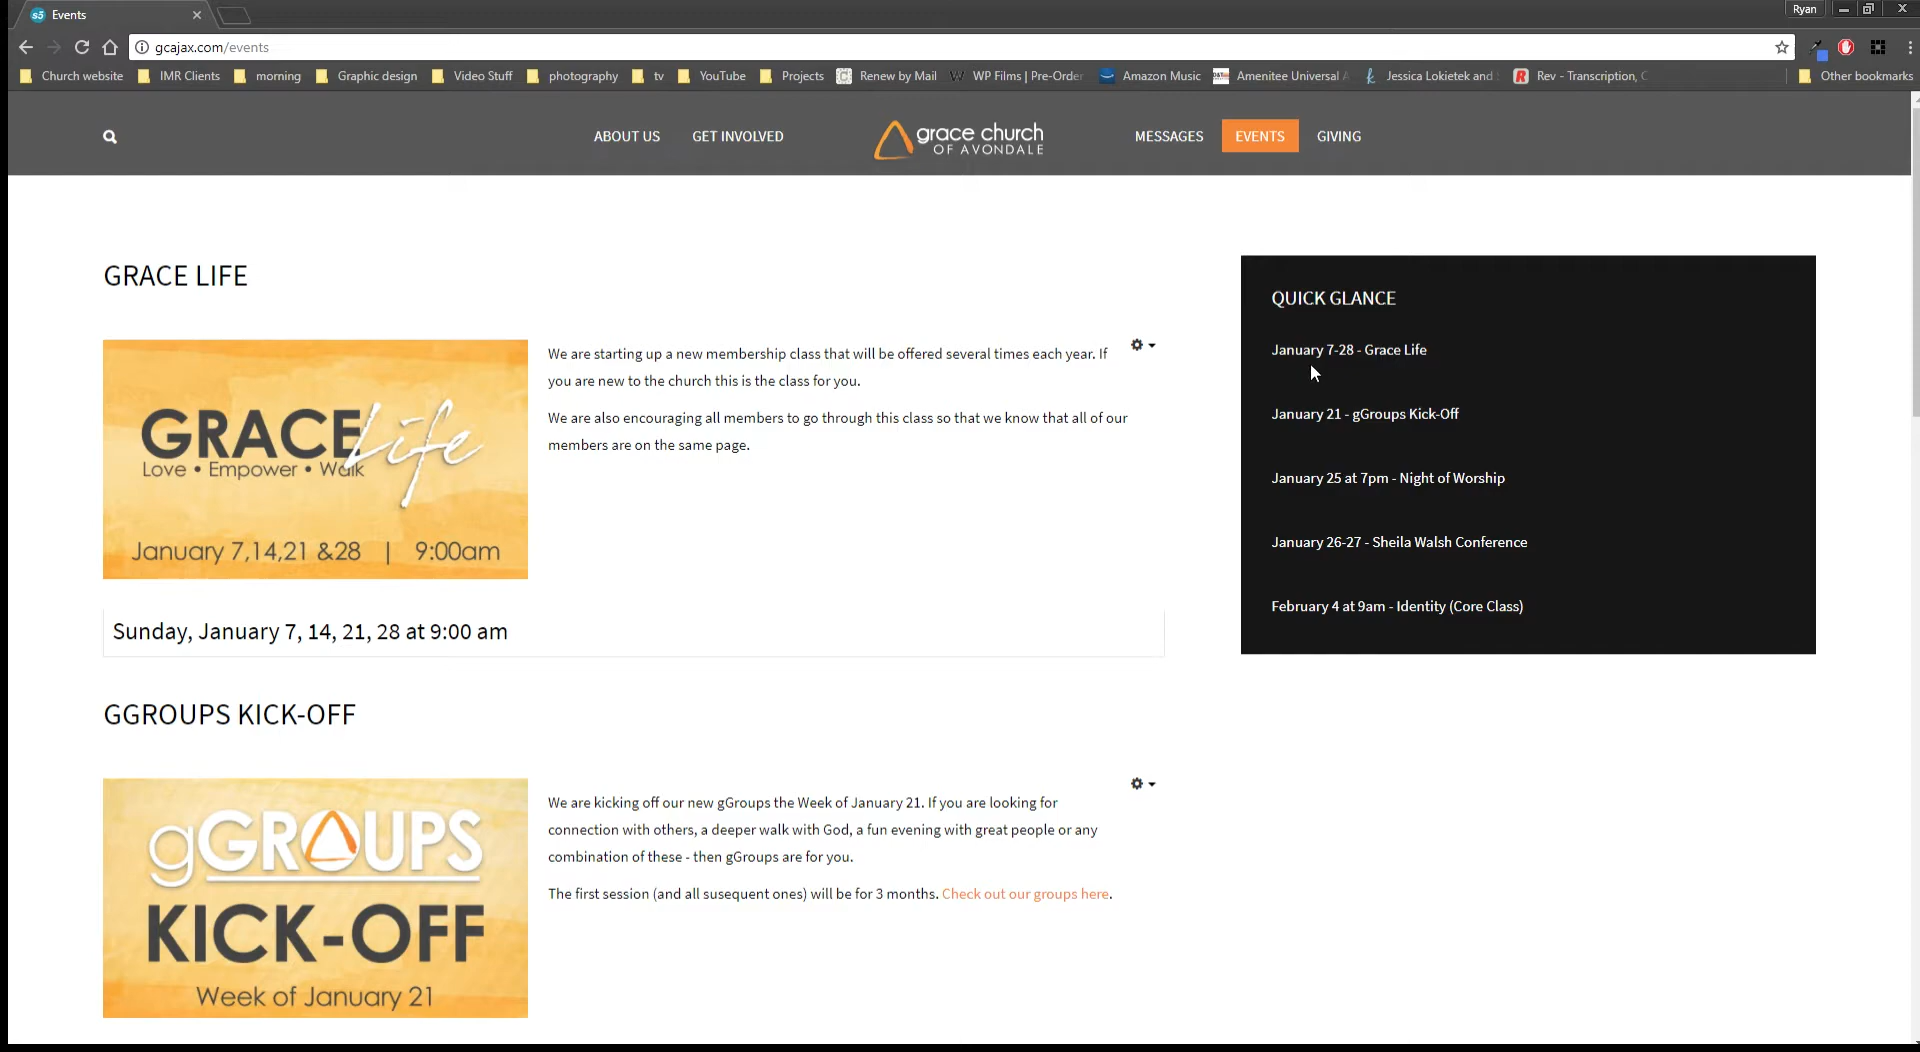 Events
Ryan
gcajax.com/events
Church website
IMR Clients
morning
Graphic design
Video Stuff
photography
tv
YouTube
Projects
Renew by Mail
WP Films | Pre-Order
Amazon Music
Amenitee Universal A
Jessica Lokietek and
Rev - Transcription, C
Other bookmarks
ABOUT US
GET INVOLVED
grace church
OF AVONDALE
MESSAGES
EVENTS
GIVING
GRACE LIFE
GRACE Life
Love • Empower • Walk
January 7,14,21 &28 | 9:00am
We are starting up a new membership class that will be offered several times each year. If
you are new to the church this is the class for you.
We are also encouraging all members to go through this class so that we know that all of our
members are on the same page.
Sunday, January 7, 14, 21, 28 at 9:00 am
GGROUPS KICK-OFF
gGROUPS
KICK-OFF
Week of January 21
We are kicking off our new gGroups the Week of January 21. If you are looking for
connection with others, a deeper walk with God, a fun evening with great people or any
combination of these - then gGroups are for you.
The first session (and all susequent ones) will be for 3 months. Check out our groups here.
QUICK GLANCE
January 7-28 - Grace Life
January 21 - gGroups Kick-Off
January 25 at 7pm - Night of Worship
January 26-27 - Sheila Walsh Conference
February 4 at 9am - Identity (Core Class)